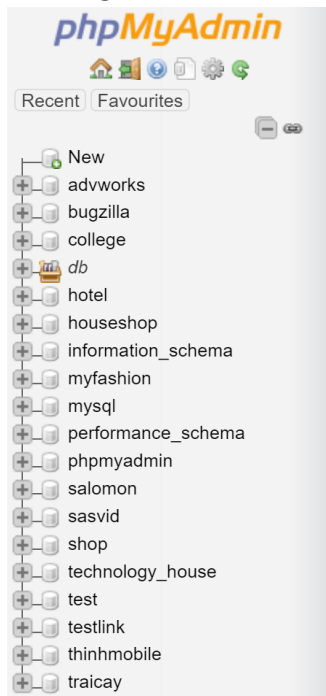 phpMyAdmin
Recent Favourites
New
advworks
bugzilla
college
db
hotel
houseshop
information_schema
myfashion
mysql
performance_schema
phpmyadmin
salomon
sasvid
shop
technology_house
test
testlink
thinhmobile
traicay